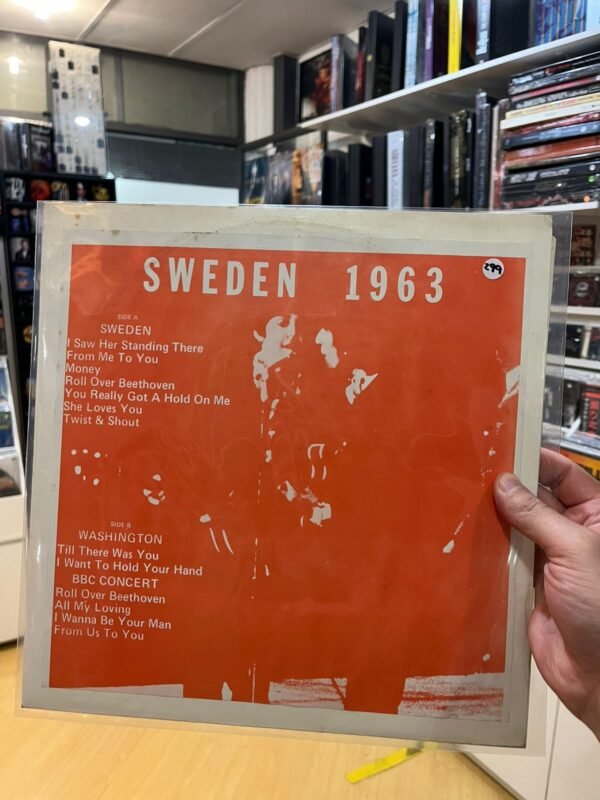 SWEDEN 1963
299
SIDE A
SWEDEN
I Saw Her Standing There
From Me To You
Money
Roll Over Beethoven
You Really Got A Hold On Me
She Loves You
Twist & Shout
SIDE B
WASHINGTON
Till There Was You
I Want To Hold Your Hand
BBC CONCERT
Roll Over Beethoven
All My Loving
I Wanna Be Your Man
From Us To You